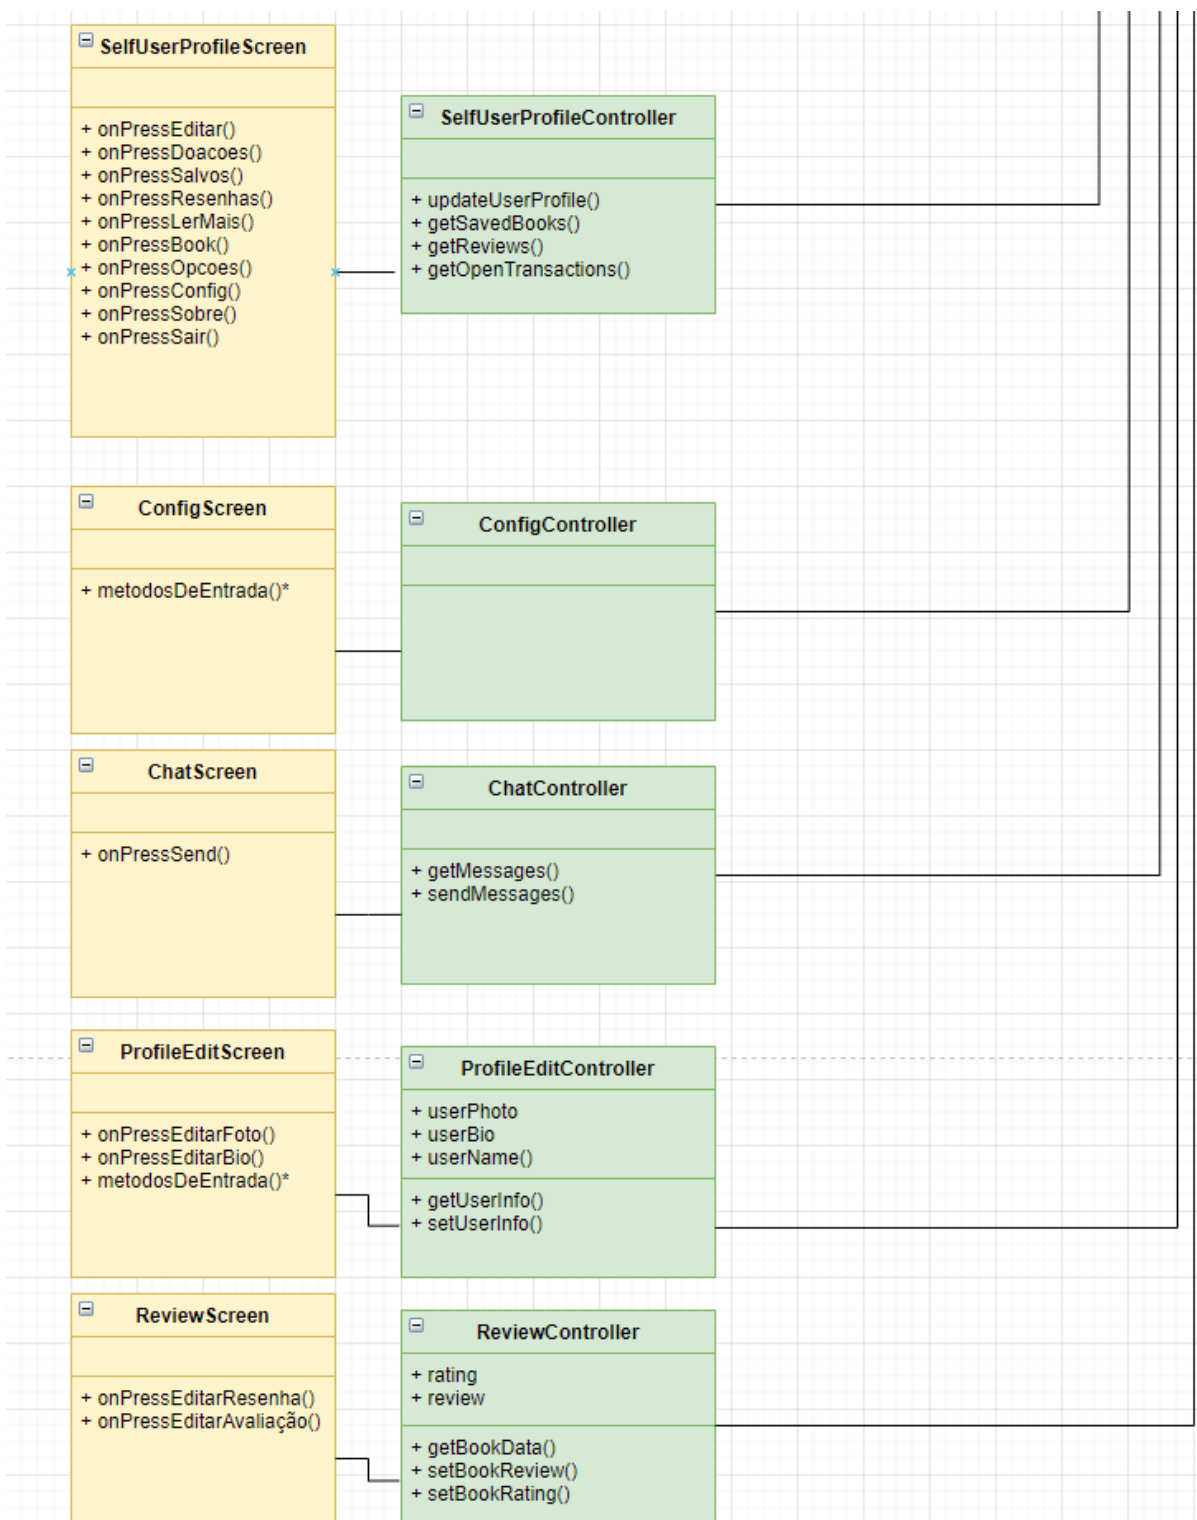 SelfUserProfileScreen
+ onPressEditar()
+ onPressDoacoes()
+ onPressSalvos()
+ onPressResenhas()
+ onPressLerMais()
+ onPressBook()
+ onPressOpcoes()
+ onPressConfig()
+ onPressSobre()
+ onPressSair()
SelfUserProfileController
+ updateUserProfile()
+ getSavedBooks()
+ getReviews()
+ getOpenTransactions()
ConfigScreen
+ metodosDeEntrada()*
ConfigController
ChatScreen
+ onPressSend()
ChatController
+ getMessages()
+ sendMessages()
ProfileEditScreen
+ onPressEditarFoto()
+ onPressEditarBio()
+ metodosDeEntrada()*
ProfileEditController
+ userPhoto
+ userBio
+ userName()
+ getUserInfo()
+ setUserInfo()
ReviewScreen
+ onPressEditarResenha()
+ onPressEditarAvaliação()
ReviewController
+ rating
+ review
+ getBookData()
+ setBookReview()
+ setBookRating()